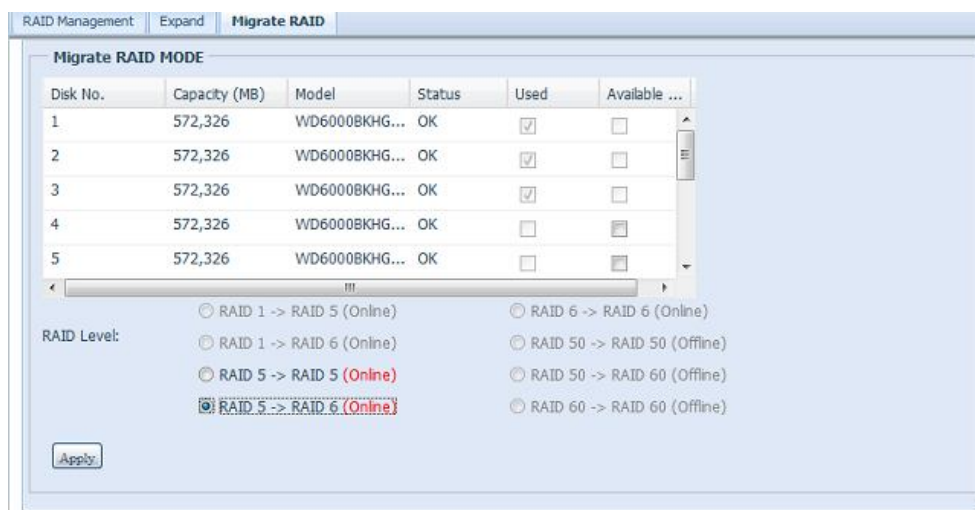 RAID Management Expand Migrate RAID
Migrate RAID MODE
Disk No. Capacity (MB) Model Status Used Available ...
1 572,326 WD6000BKHG... OK
2 572,326 WD6000BKHG... OK
3 572,326 WD6000BKHG... OK
4 572,326 WD6000BKHG... OK
5 572,326 WD6000BKHG... OK
RAID 1 -> RAID 5 (Online) RAID 6 -> RAID 6 (Online)
RAID Level:
RAID 1 -> RAID 6 (Online) RAID 50 -> RAID 50 (Offline)
RAID 5 -> RAID 5 (Online) RAID 50 -> RAID 60 (Offline)
RAID 5 -> RAID 6 (Online) RAID 60 -> RAID 60 (Offline)
Apply